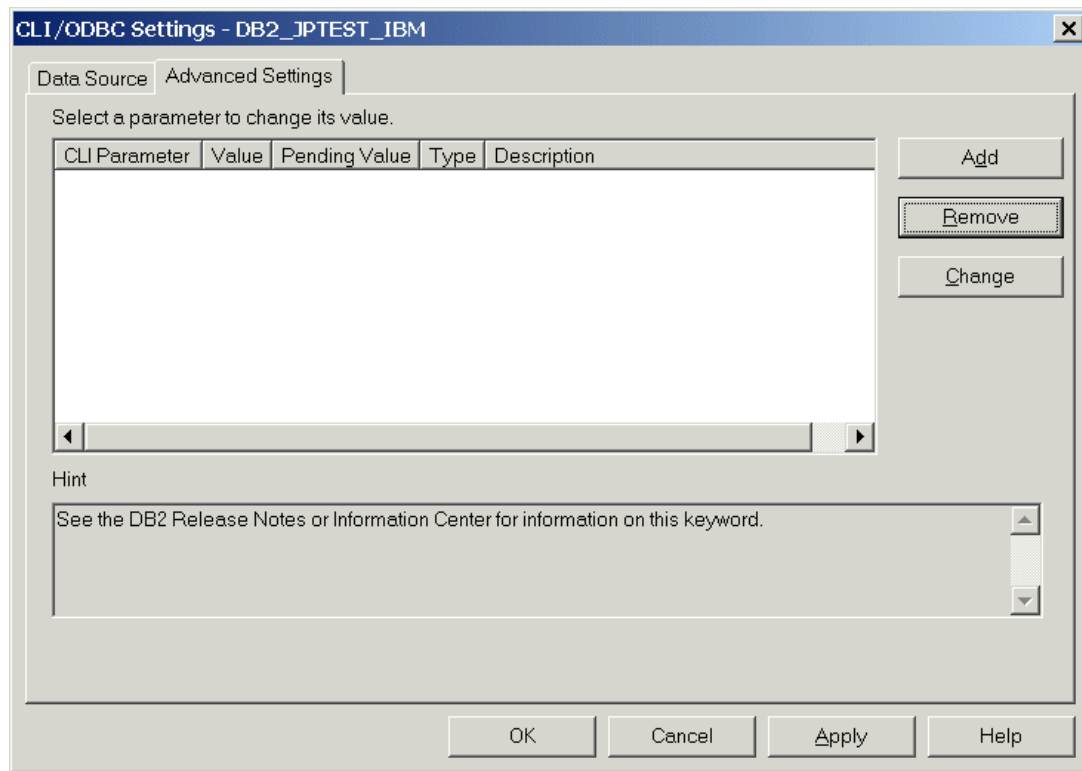 CLI/ODBC Settings - DB2_JPTEST_IBM
Data Source Advanced Settings
Select a parameter to change its value.
CLI Parameter Value Pending Value Type Description
Add
Remove
Change
Hint
See the DB2 Release Notes or Information Center for information on this keyword.
OK Cancel Apply Help